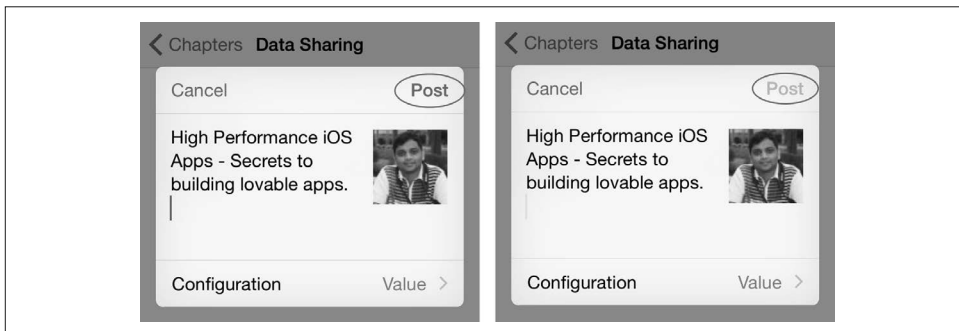 Chapters Data Sharing
Cancel Post
High Performance iOS
Apps - Secrets to
building lovable apps.
Configuration Value
Chapters Data Sharing
Cancel Post
High Performance iOS
Apps - Secrets to
building lovable apps.
Configuration Value